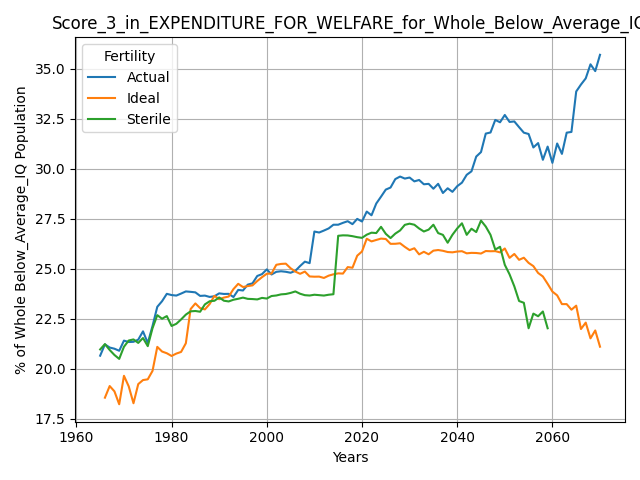 Score_3_in_EXPENDITURE_FOR_WELFARE_for_Whole_Below_Average_IQ
Fertility
Actual
Ideal
Sterile
% of Whole Below_Average_IQ Population
35.0
32.5
30.0
27.5
25.0
22.5
20.0
17.5
1960 1980 2000 2020 2040 2060
Years